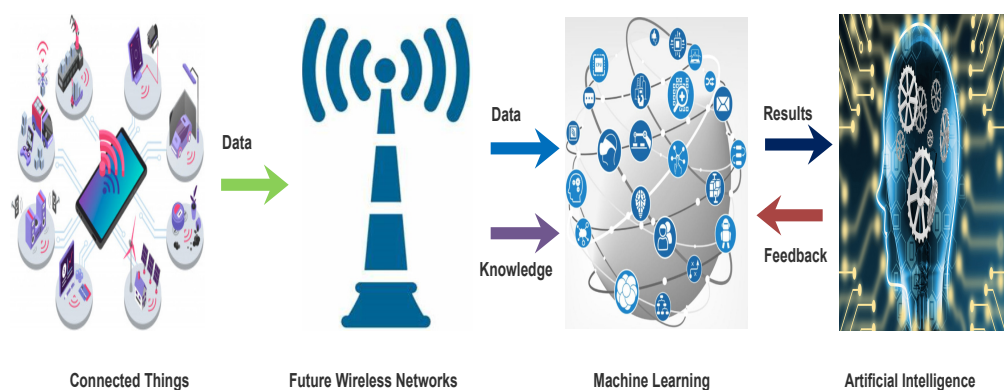 Data
Data
Knowledge
Results
Feedback
Connected Things
Future Wireless Networks
Machine Learning
Artificial Intelligence